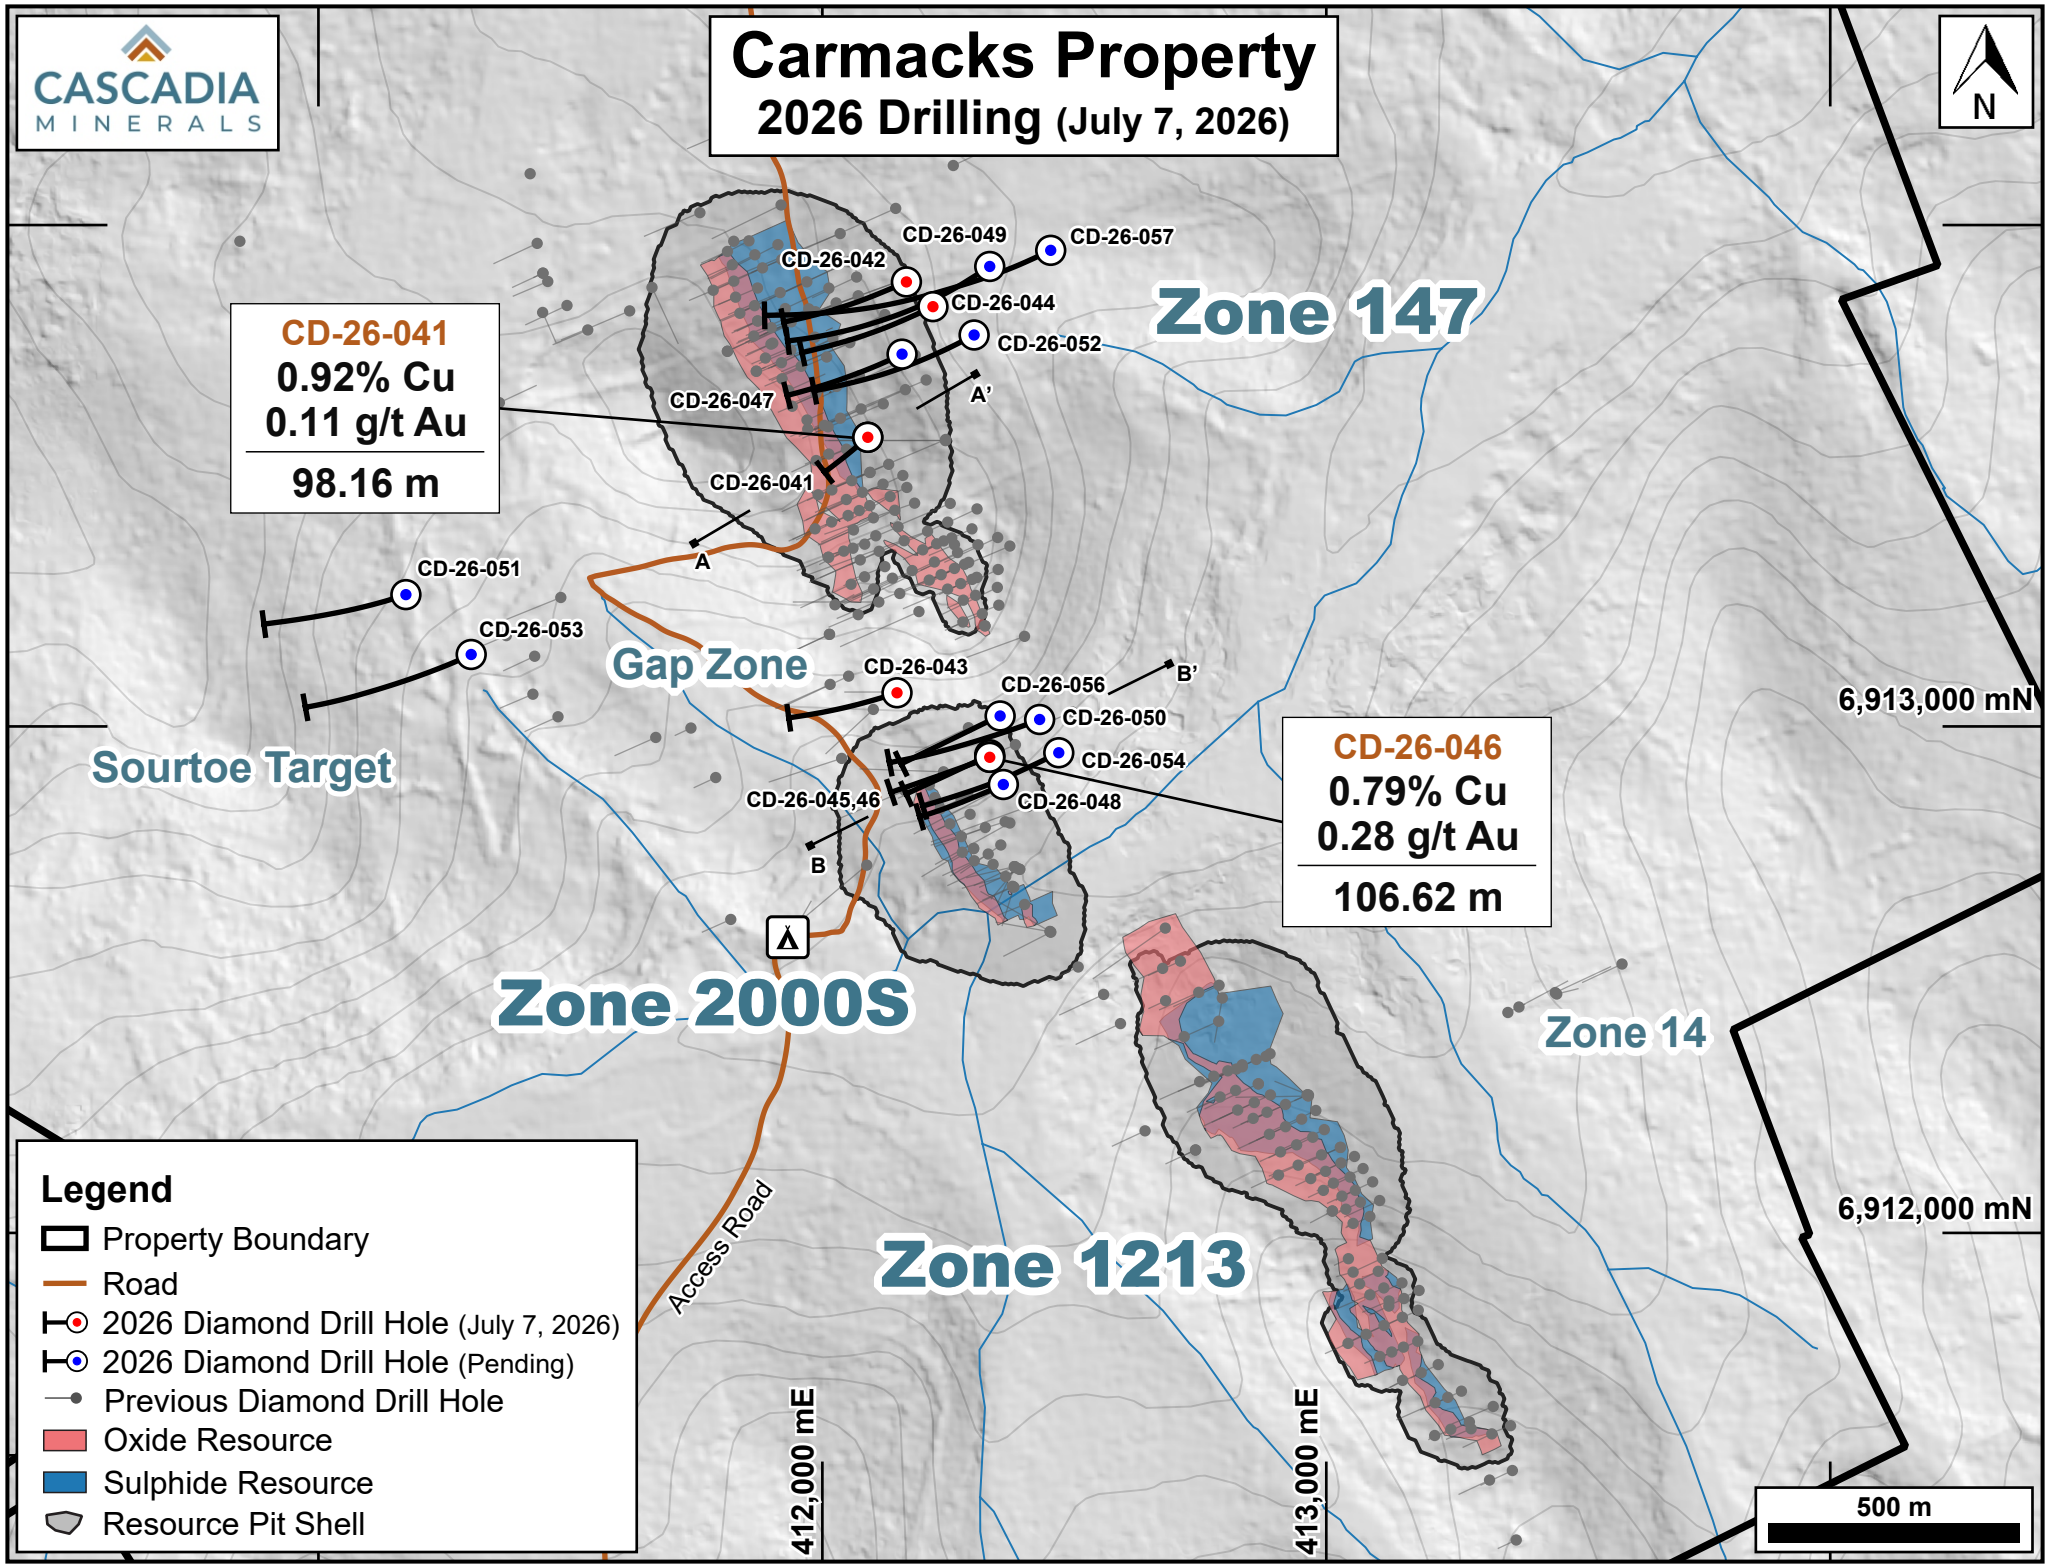 CASCADIA
MINERALS
Carmacks Property
2026 Drilling (July 7, 2026)
N
CD-26-049
CD-26-057
CD-26-042
CD-26-044
CD-26-052
Zone 147
CD-26-041
0.92% Cu
0.11 g/t Au
98.16 m
CD-26-047
A'
CD-26-041
A
CD-26-051
CD-26-053
Gap Zone
CD-26-043
CD-26-056
B'
CD-26-050
6,913,000 mN
Sourtoe Target
CD-26-054
CD-26-045,46
CD-26-048
B
CD-26-046
0.79% Cu
0.28 g/t Au
106.62 m
Zone 2000S
Zone 14
6,912,000 mN
Zone 1213
Access Road
Legend
Property Boundary
Road
2026 Diamond Drill Hole (July 7, 2026)
2026 Diamond Drill Hole (Pending)
Previous Diamond Drill Hole
Oxide Resource
Sulphide Resource
Resource Pit Shell
412,000 mE
413,000 mE
500 m